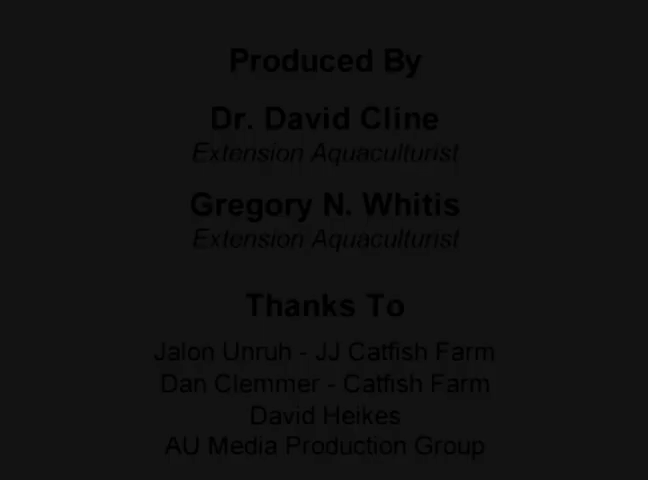 Produced By
Dr. David Cline
Extension Aquaculturist
Gregory N. Whitis
Extension Aquaculturist
Thanks To
Jalon Unruh - JJ Catfish Farm
Dan Clemmer - Catfish Farm
David Heikes
AU Media Production Group